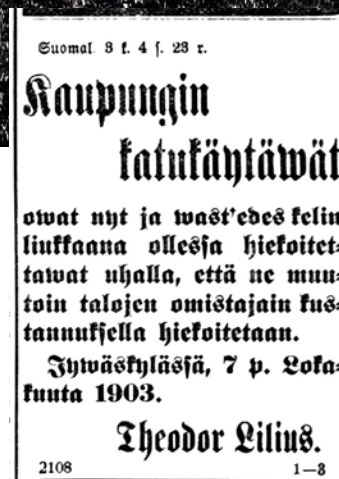 Suomal. 3 k. 4 s. 23 r.
Kaupungin
katukäytäwät
owat nyt ja wast'edes kelin
liukkaana ollessa hiekoitet-
tawat uhalla, että ne muu-
toin talojen omistajain kus-
tannuksella hiekoitetaan.
Jywäskylässä, 7 p. Loka-
kuuta 1903.
Theodor Lilius.
2108 1—3